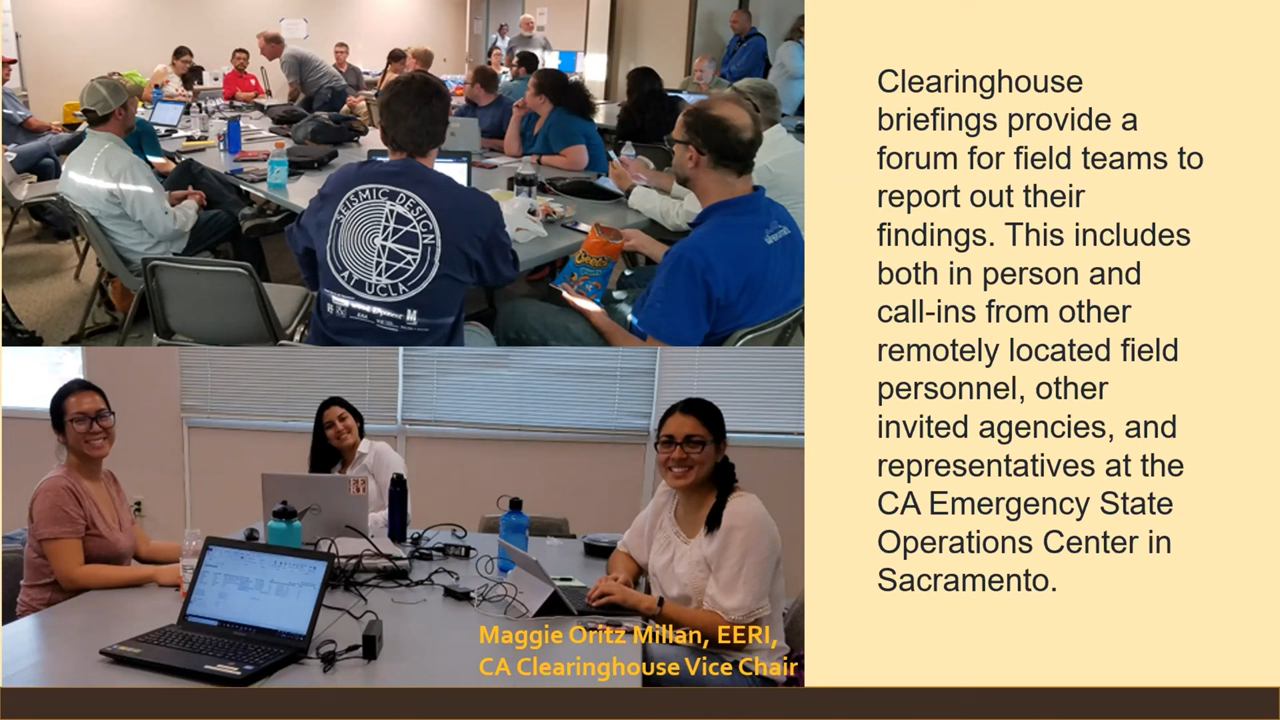 SEISMIC DESIGN
AT UCLA
EERI
Maggie Oritz Millan, EERI,
CA Clearinghouse Vice Chair
Clearinghouse
briefings provide a
forum for field teams to
report out their
findings. This includes
both in person and
call-ins from other
remotely located field
personnel, other
invited agencies, and
representatives at the
CA Emergency State
Operations Center in
Sacramento.